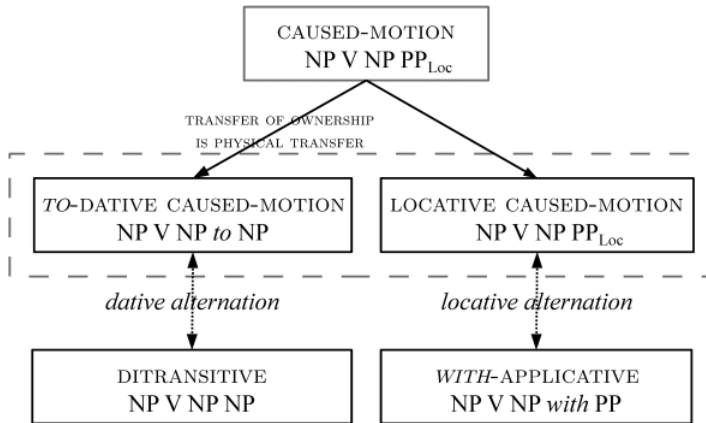 CAUSED-MOTION
NP V NP PP_Loc
TRANSFER OF OWNERSHIP
IS PHYSICAL TRANSFER
TO-DATIVE CAUSED-MOTION
NP V NP to NP
LOCATIVE CAUSED-MOTION
NP V NP PP_Loc
dative alternation
locative alternation
DITRANSITIVE
NP V NP NP
WITH-APPLICATIVE
NP V NP with PP